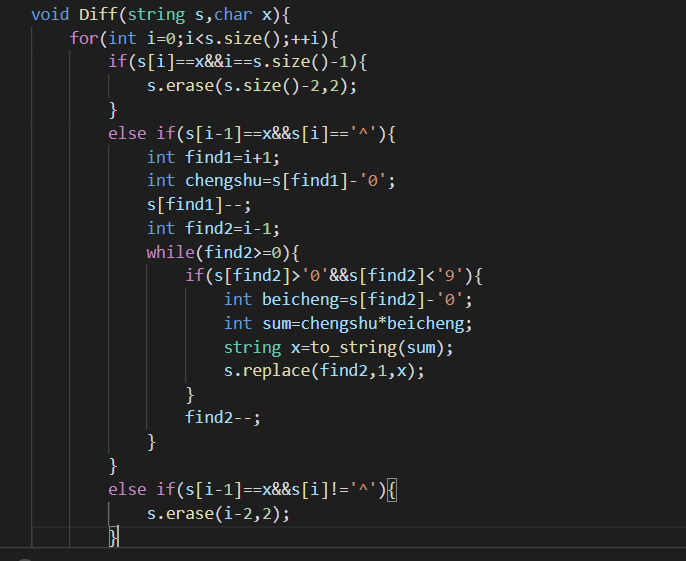 void Diff(string s,char x){
    for(int i=0;i<s.size();++i){
        if(s[i]==x&&i==s.size()-1){
            s.erase(s.size()-2,2);
        }
        else if(s[i-1]==x&&s[i]=='^'){
            int find1=i+1;
            int chengshu=s[find1]-'0';
            s[find1]--;
            int find2=i-1;
            while(find2>=0){
                if(s[find2]>'0'&&s[find2]<'9'){
                    int beicheng=s[find2]-'0';
                    int sum=chengshu*beicheng;
                    string x=to_string(sum);
                    s.replace(find2,1,x);
                }
                find2--;
            }
        }
        else if(s[i-1]==x&&s[i]!='^'){
            s.erase(i-2,2);
        }